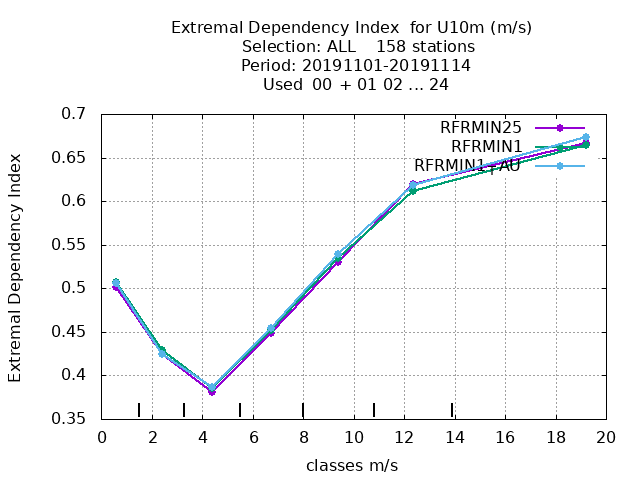 Extremal Dependency Index for U10m (m/s)
Selection: ALL 158 stations
Period: 20191101-20191114
Used 00 + 01 02 ... 24
Extremal Dependency Index
0.7
0.65
0.6
0.55
0.5
0.45
0.4
0.35
RFRMIN25
RFRMIN1
RFRMIN1+AU
0 2 4 6 8 10 12 14 16 18 20
classes m/s